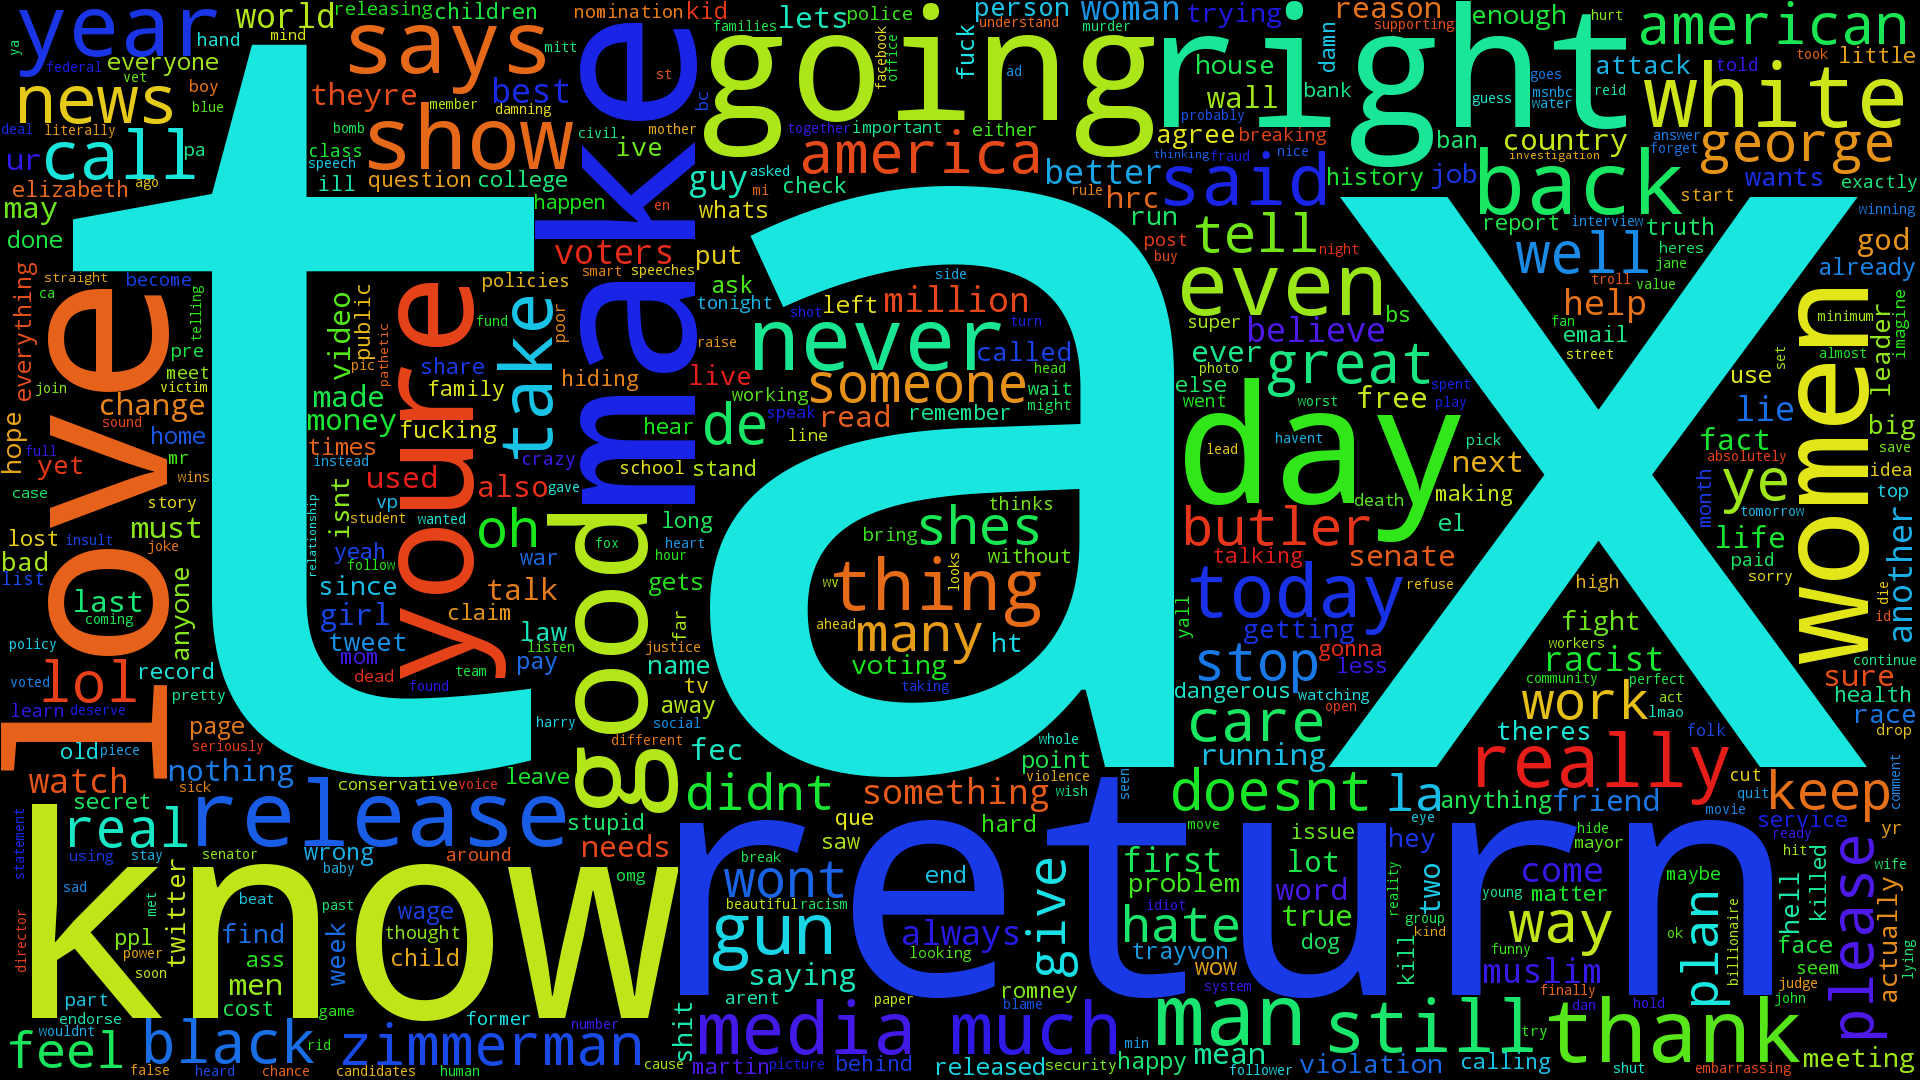 tax
return
know
love
make
going
right
day
good
youre
women
year
says
news
call
show
white
american
george
back
said
america
never
someone
even
tell
great
well
butler
today
stop
care
doesnt
really
work
racist
keep
release
real
black
zimmerman
feel
media
much
man
still
thank
please
plan
way
hate
gun
wont
give
didnt
something
thing
many
shes
take
lol
watch
nothing
world
releasing
children
nomination
kid
lets
police
person
understand
woman
trying
reason
supporting
enough
hurt
hand
mind
mitt
families
murder
facebook
office
fuck
ad
house
wall
bank
damn
attack
told
took
little
everyone
federal
vet
boy
blue
theyre
member
damning
best
st
bc
ya
deal
literally
ur
pa
bomb
class
speech
civil
mother
ive
together
important
either
agree
breaking
probably
ban
country
answer
forget
goes
msnbc
water
reid
guess
elizabeth
ago
ill
question
college
happen
en
guy
asked
mi
check
better
thinking
fraud
nice
rule
hrc
history
job
investigation
start
wants
exactly
may
done
whats
run
report
interview
truth
winning
voters
put
post
buy
night
heres
jane
god
already
everything
straight
become
ca
telling
policies
smart
speeches
ask
tonight
side
left
million
shot
turn
super
believe
bs
help
fan
email
street
troll
value
minimum
leader
imagine
video
public
fund
poor
raise
called
head
ever
photo
else
went
worst
free
spent
play
set
almost
use
pre
meet
victim
join
change
sound
pic
pathetic
share
family
hiding
live
working
speak
line
read
remember
wait
might
de
lie
big
save
fact
absolutely
hope
home
full
yet
mr
wins
case
story
made
money
times
instead
fucking
crazy
used
also
gave
school
hear
stand
lead
havent
pick
next
making
death
month
ye
idea
top
tomorrow
lost
insult
must
joke
bad
list
anyone
last
coming
isnt
vp
student
wanted
oh
relationship
yeah
follow
war
since
girl
tweet
mom
dead
found
talk
claim
law
listen
pay
team
long
fox
heart
hour
gets
justice
far
name
tv
away
thinks
bring
without
wv
looks
ahead
ht
voting
taking
el
talking
senate
refuse
high
life
paid
sorry
another
die
id
yall
getting
gonna
less
fight
workers
community
perfect
act
sure
continue
health
race
drop
dangerous
watching
open
running
theres
lmao
folk
policy
voted
learn
deserve
record
pretty
page
seriously
old
piece
sick
harry
social
different
fec
whole
point
violence
wish
seen
conservative
voice
leave
secret
stupid
needs
que
saw
hard
move
la
eye
anything
friend
cut
quit
movie
comment
service
ready
yr
hit
wife
statement
using
stay
senator
wrong
baby
around
omg
break
end
first
problem
issue
lot
hey
word
true
dog
reality
two
young
come
matter
hide
mayor
maybe
sad
met
twitter
beat
past
find
wage
thought
child
ppl
power
soon
ass
men
week
cost
game
director
beautiful
racism
idiot
always
looking
saying
trayvon
wow
system
romney
arent
paper
blame
kill
group
kind
funny
muslim
finally
ok
billionaire
hell
killed
face
seem
judge
john
actually
lying
part
endorse
wouldnt
rid
false
heard
chance
former
number
candidates
human
cause
shit
martin
picture
behind
released
security
min
happy
mean
follower
violation
calling
try
dan
hold
shut
embarrassing
meeting